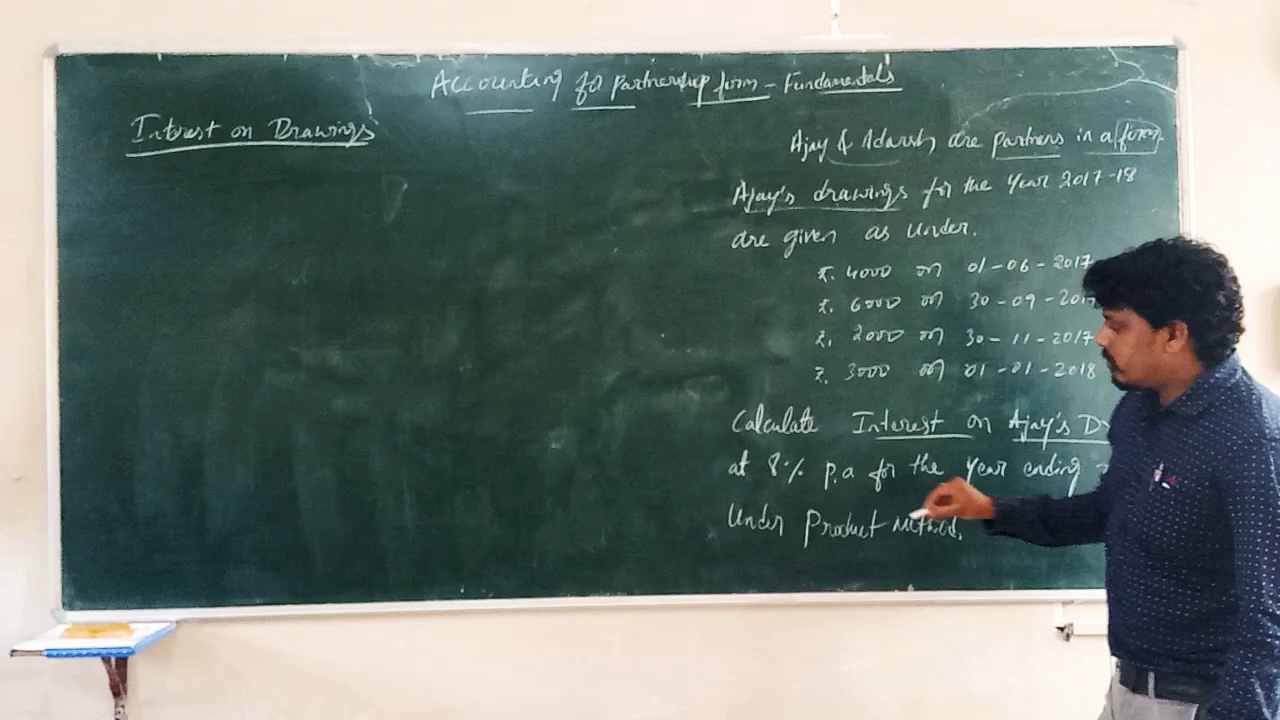 Accounting for Partnership form - Fundamentals
Interest on Drawings
Ajay & Adarsh are partners in a firm.
Ajay's drawings for the year 2017-18
are given as under.
₹. 4000 on 01-06-2017
₹. 6000 on 30-09-2017
₹. 2000 on 30-11-2017
₹. 3000 on 01-01-2018
Calculate Interest on Ajay's D
at 8% p.a for the year ending
Under Product Method.